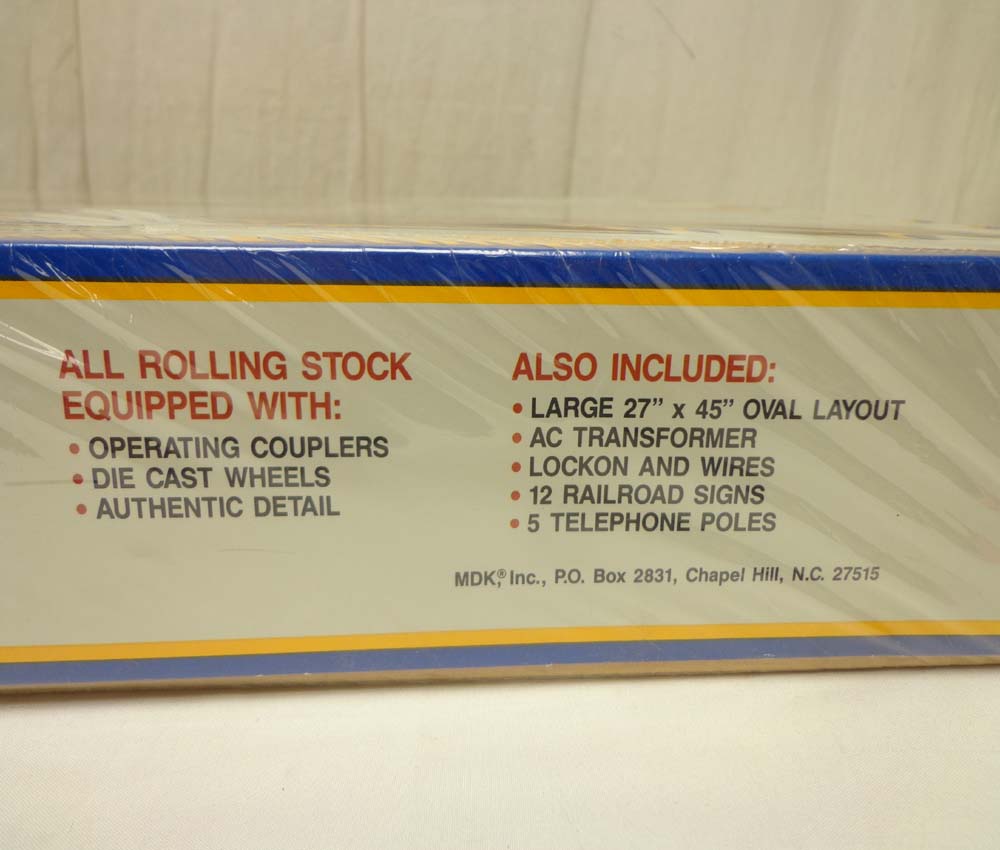 ALL ROLLING STOCK
EQUIPPED WITH:
• OPERATING COUPLERS
• DIE CAST WHEELS
• AUTHENTIC DETAIL
ALSO INCLUDED:
• LARGE 27” x 45” OVAL LAYOUT
• AC TRANSFORMER
• LOCKON AND WIRES
• 12 RAILROAD SIGNS
• 5 TELEPHONE POLES
MDK,® Inc., P.O. Box 2831, Chapel Hill, N.C. 27515